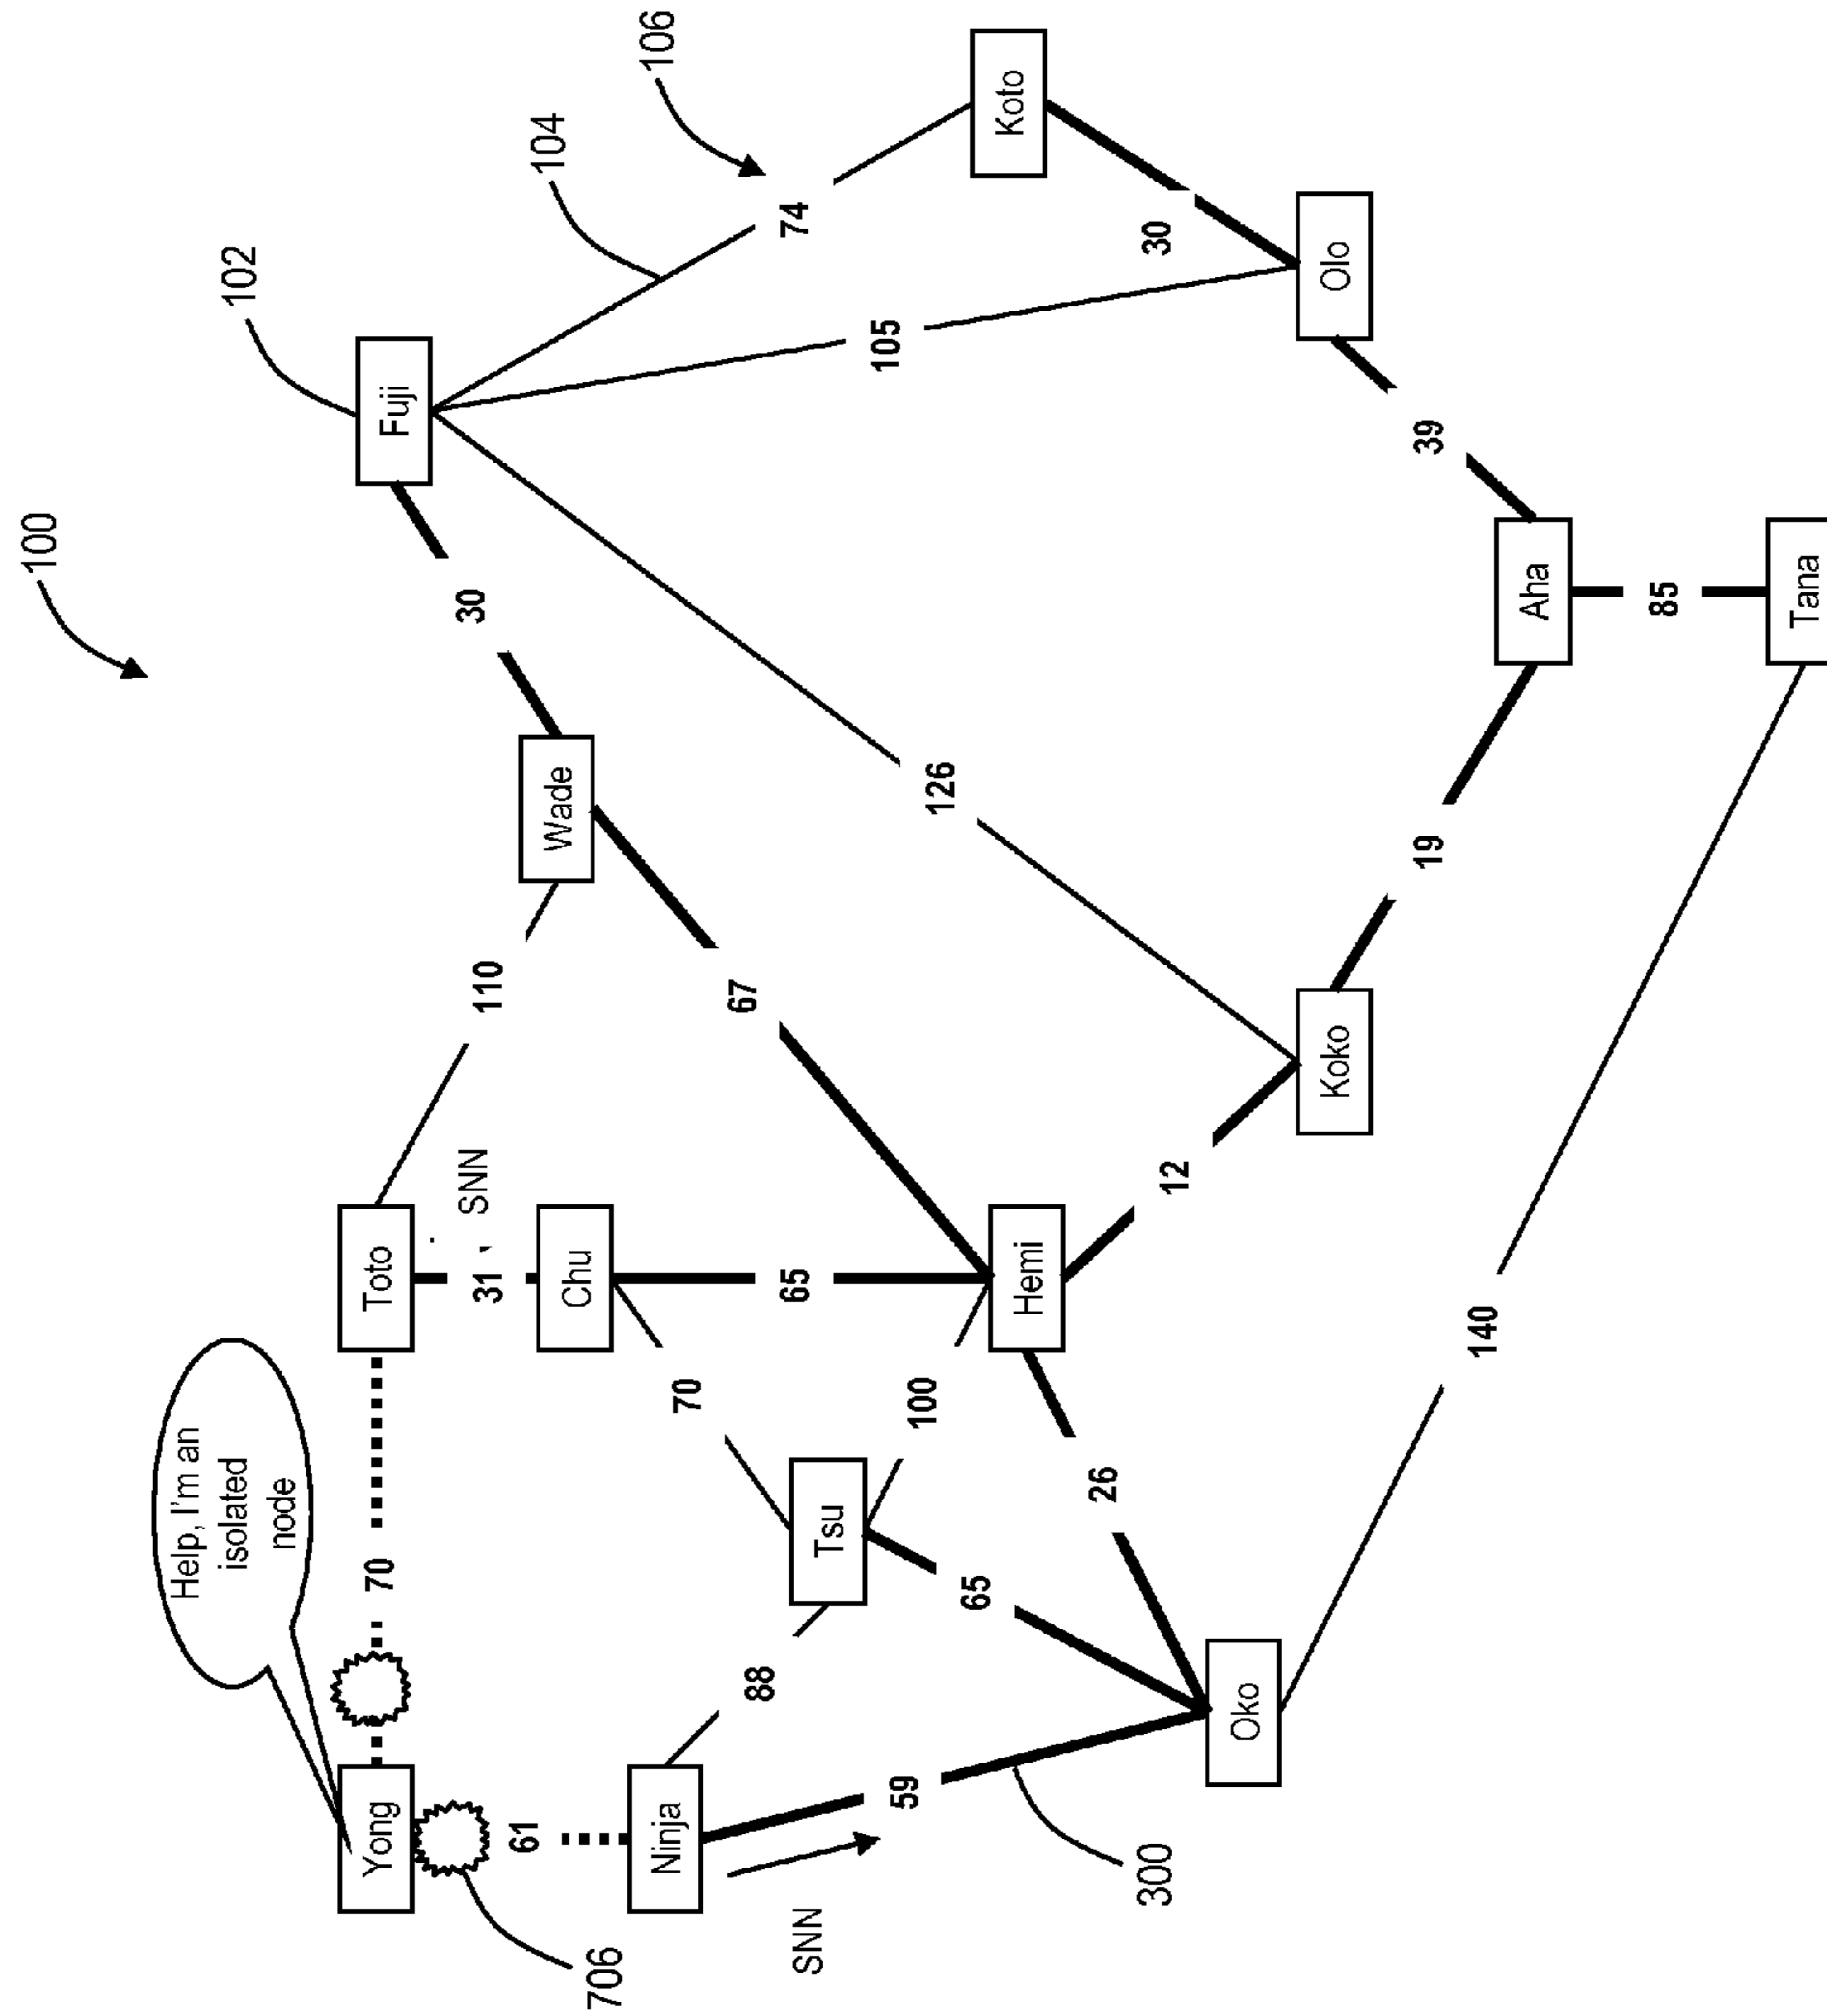 100
102
104
106
Help, I'm an
isolated
node
Yong
70
Toto
110
Wade
30
Fuji
74
Koto
61
31
SNN
Chu
Ninja
88
Tsu
70
65
67
126
105
30
706
SNN
59
65
100
Hemi
26
12
Koko
Olo
39
300
Oko
19
Aha
85
140
Tana